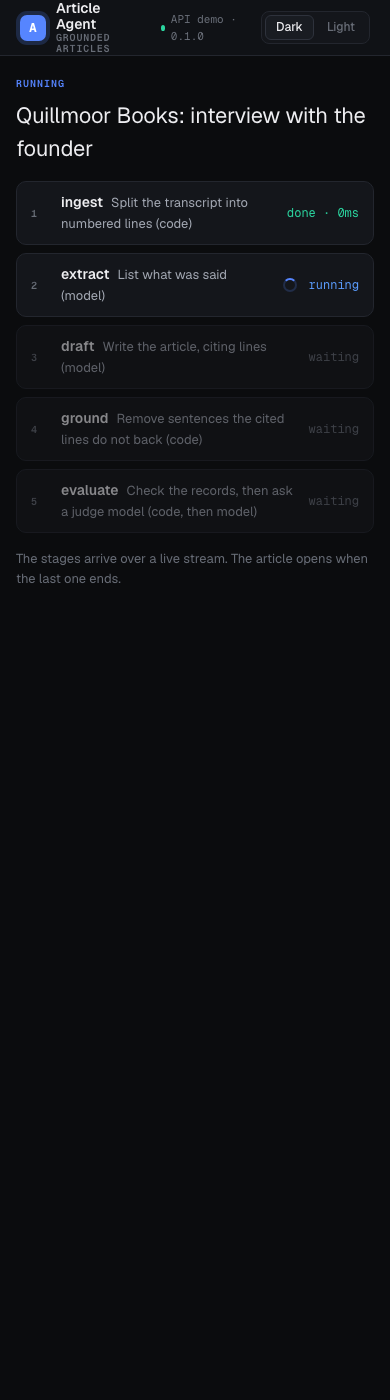 A
Article
Agent
GROUNDED
ARTICLES
API demo ·
0.1.0
Dark
Light
RUNNING
Quillmoor Books: interview with the
founder
1
ingest Split the transcript into
numbered lines (code)
done · 0ms
2
extract List what was said
(model)
running
3
draft Write the article, citing lines
(model)
waiting
4
ground Remove sentences the cited
lines do not back (code)
waiting
5
evaluate Check the records, then ask
a judge model (code, then model)
waiting
The stages arrive over a live stream. The article opens when
the last one ends.